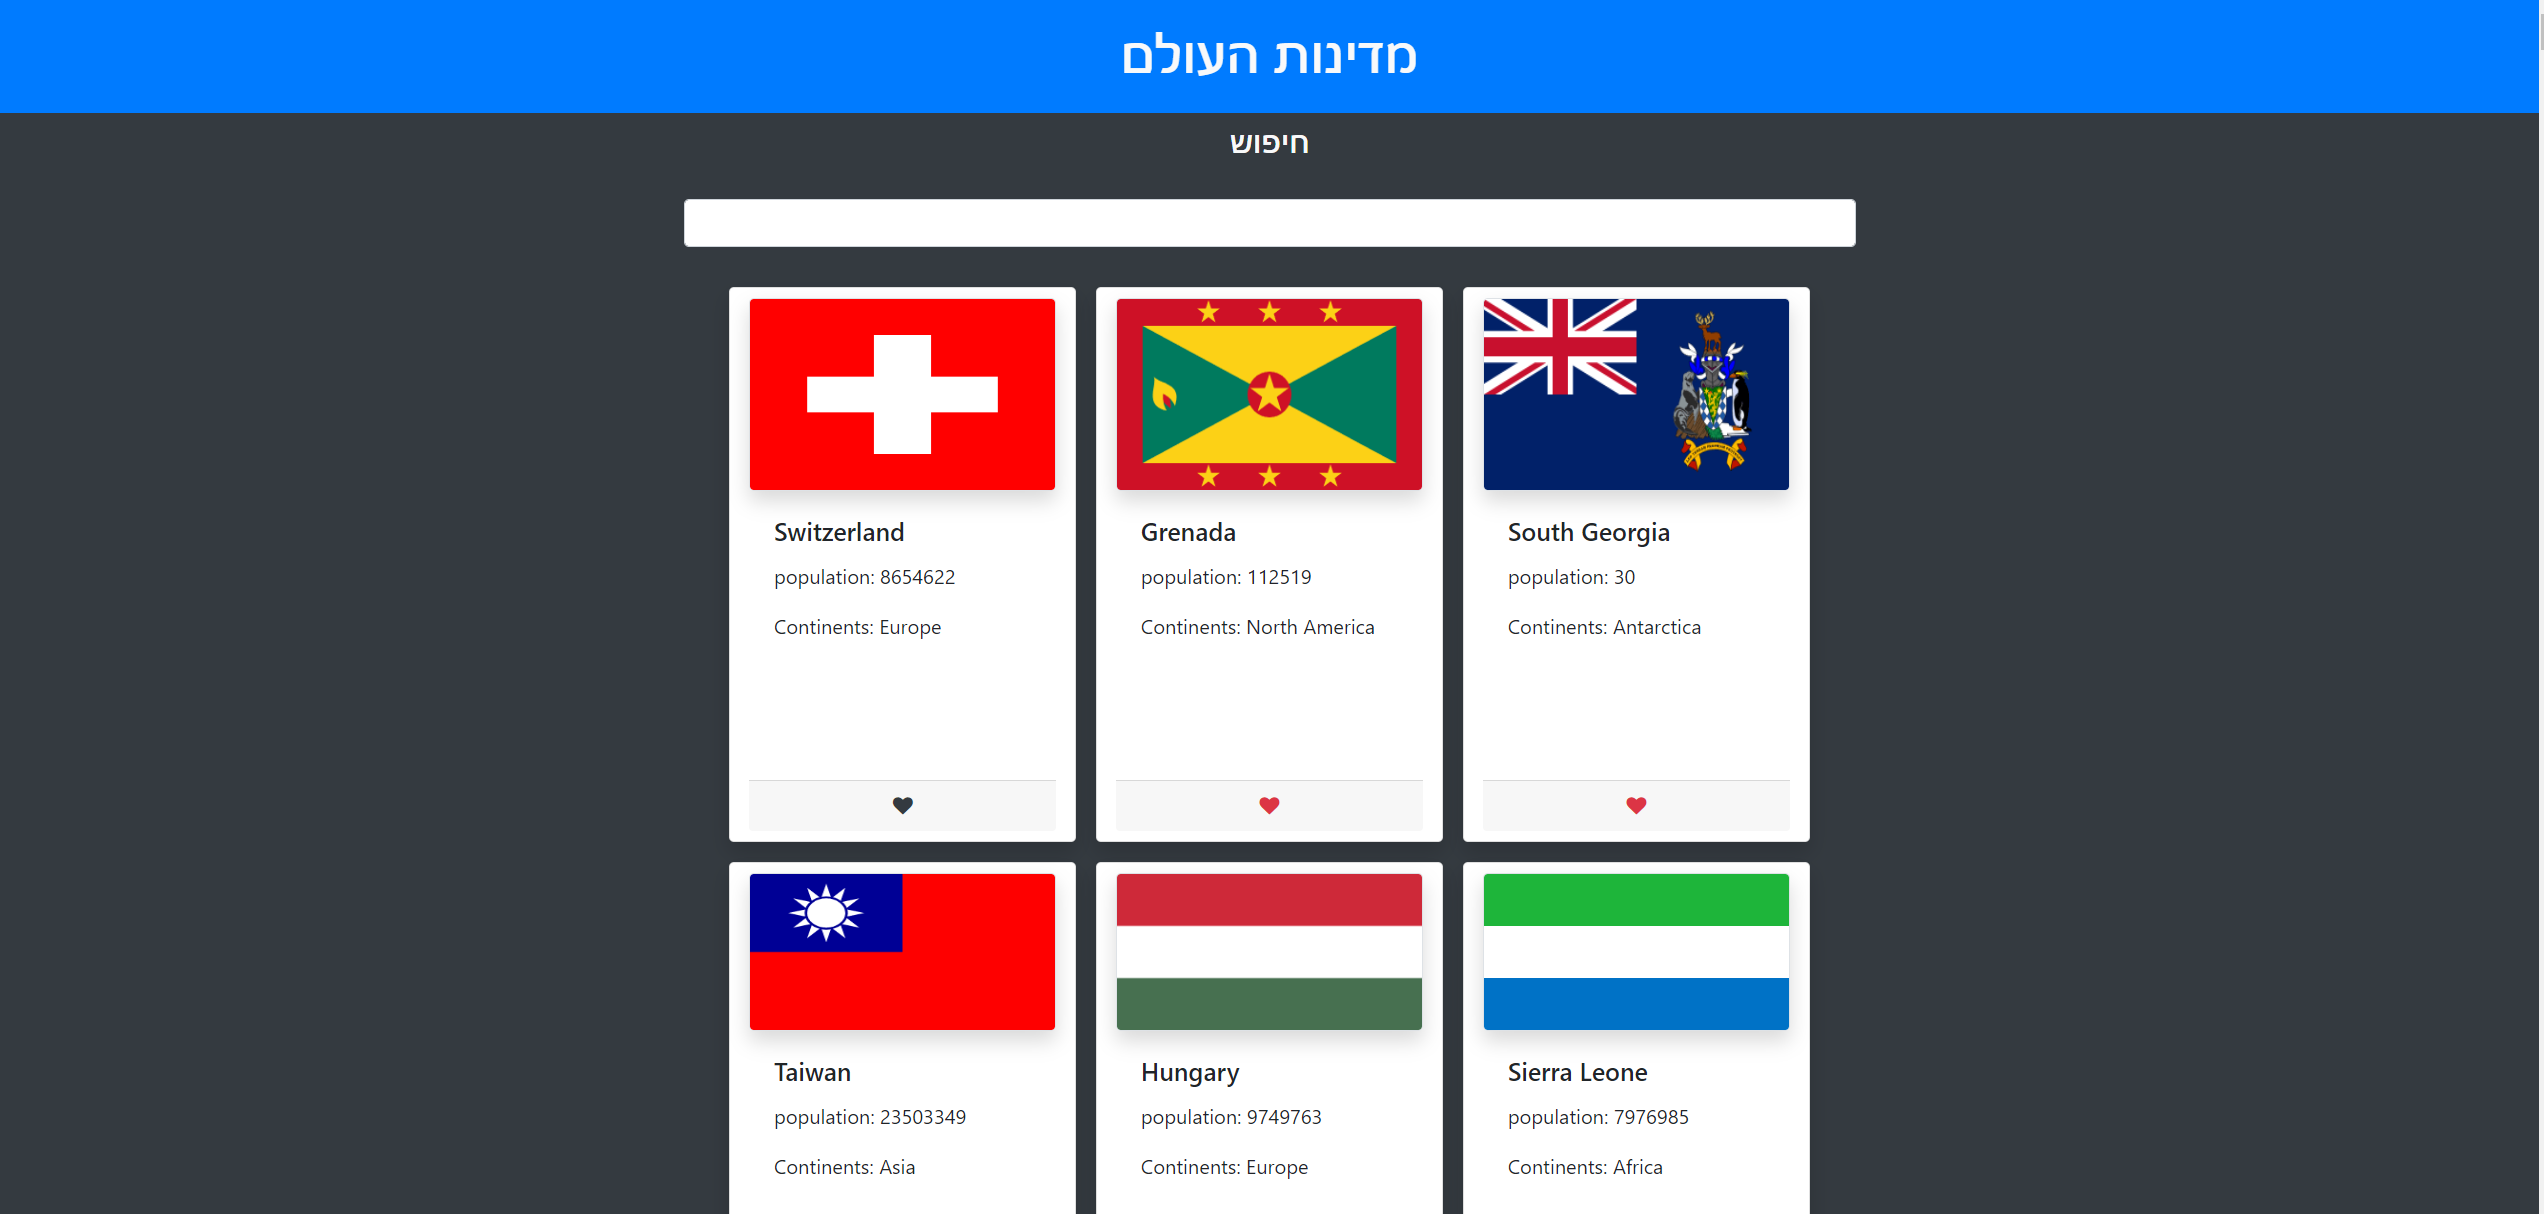 מדינות העולם
חיפוש
Switzerland
population: 8654622
Continents: Europe
Grenada
population: 112519
Continents: North America
South Georgia
population: 30
Continents: Antarctica
Taiwan
population: 23503349
Continents: Asia
Hungary
population: 9749763
Continents: Europe
Sierra Leone
population: 7976985
Continents: Africa